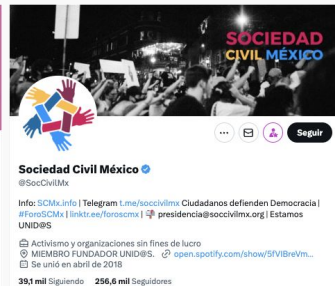 SOCIEDAD
CIVIL MÉXICO
Seguir
Sociedad Civil México
@SocCivilMx
Info: SCMx.info | Telegram t.me/soccivilmx Ciudadanos defienden Democracia |
#ForoSCMx | linktr.ee/foroscmx | 📬 presidencia@soccivilmx.org | Estamos
UNID@S
Activismo y organizaciones sin fines de lucro
MIEMBRO FUNDADOR UNID@S. open.spotify.com/show/5fVIBreVm...
Se unió en abril de 2018
39,1 mil Siguiendo 256,6 mil Seguidores